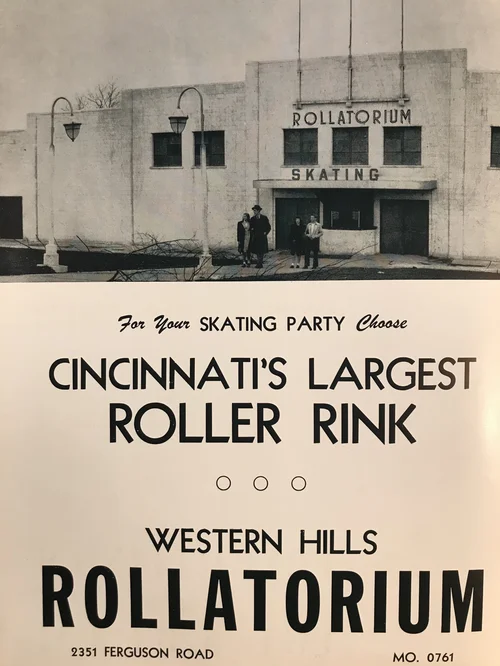 ROLLATORIUM
SKATING
For Your SKATING PARTY Choose
CINCINNATI'S LARGEST
ROLLER RINK
WESTERN HILLS
ROLLATORIUM
2351 FERGUSON ROAD
MO. 0761